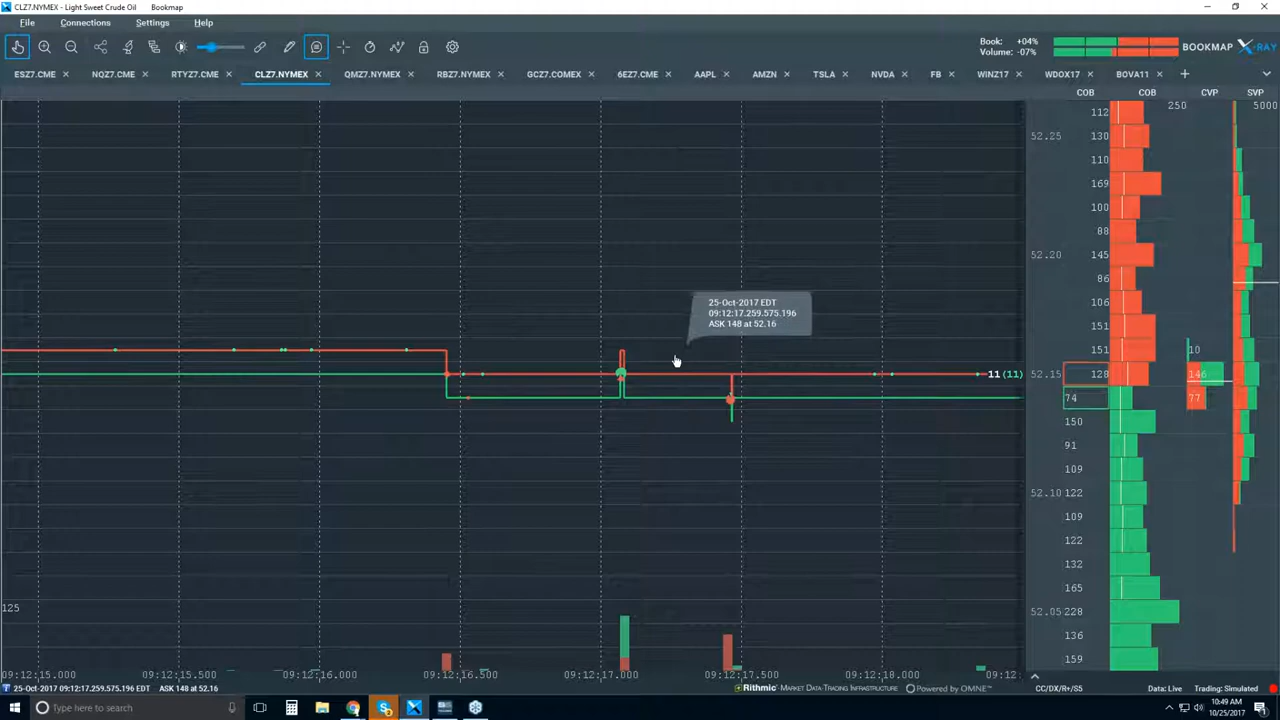 CLZ7.NYMEX - Light Sweet Crude Oil Bookmap
File Connections Settings Help
Book: +04%
Volume: -07%
BOOKMAP X-RAY
ESZ7.CME NQZ7.CME RTYZ7.CME CLZ7.NYMEX QMZ7.NYMEX RBZ7.NYMEX GCZ7.COMEX 6EZ7.CME AAPL AMZN TSLA NVDA FB WINZ17 WDOX17 BOVA11
COB COB CVP SVP
250 5000
112
52.25 130
110
169
100
88
52.20 145
86
106
151
151 10
52.15 128 146
74 77
150
91
109
52.10 122
109
122
132
165
52.05 228
136
159
25-Oct-2017 EDT
09:12:17.259.575.196
ASK 148 at 52.16
11 (11)
125
09:12:15.000 09:12:15.500 09:12:16.000 09:12:16.500 09:12:17.000 09:12:17.500 09:12:18.000 09:12:
25-Oct-2017 09:12:17.259.575.196 EDT ASK 148 at 52.16
Rithmic MARKET DATA-TRADING INFRASTRUCTURE Powered by OMNE™
CC/DX/R+/S5 Data: Live Trading: Simulated
Type here to search
10:49 AM
10/25/2017